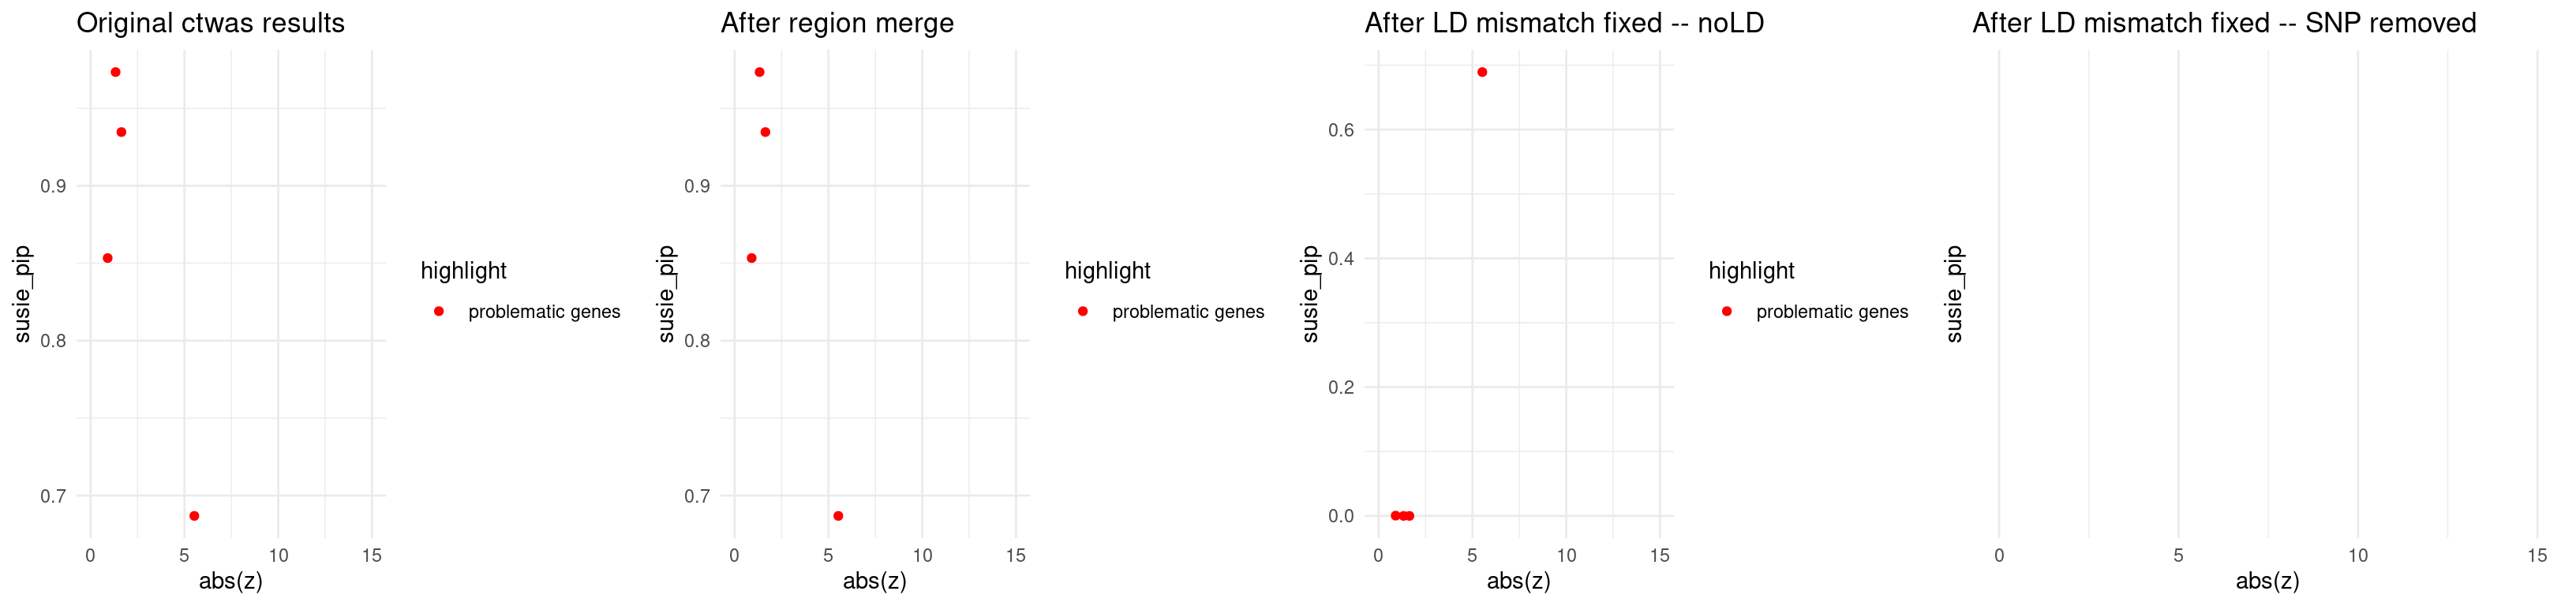 Original ctwas results
susie_pip
0.9
0.8
0.7
0 5 10 15
abs(z)
highlight
problematic genes
After region merge
susie_pip
0.9
0.8
0.7
0 5 10 15
abs(z)
highlight
problematic genes
After LD mismatch fixed -- noLD
susie_pip
0.6
0.4
0.2
0.0
0 5 10 15
abs(z)
highlight
problematic genes
After LD mismatch fixed -- SNP removed
susie_pip
0 5 10 15
abs(z)